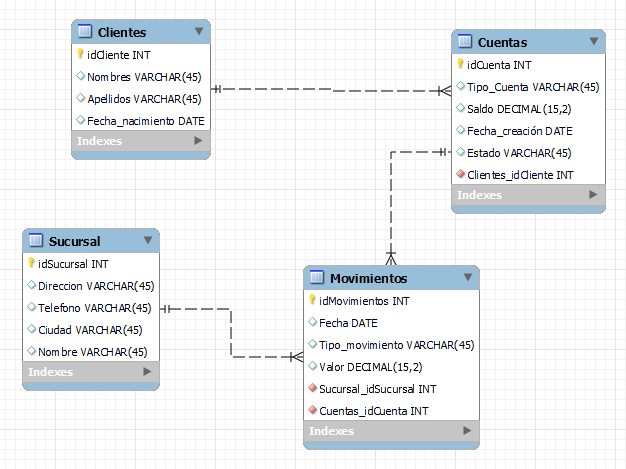 Clientes
idCliente INT
Nombres VARCHAR(45)
Apellidos VARCHAR(45)
Fecha_nacimiento DATE
Indexes
Cuentas
idCuenta INT
Tipo_Cuenta VARCHAR(45)
Saldo DECIMAL(15,2)
Fecha_creación DATE
Estado VARCHAR(45)
Clientes_idCliente INT
Indexes
Sucursal
idSucursal INT
Direccion VARCHAR(45)
Telefono VARCHAR(45)
Ciudad VARCHAR(45)
Nombre VARCHAR(45)
Indexes
Movimientos
idMovimientos INT
Fecha DATE
Tipo_movimiento VARCHAR(45)
Valor DECIMAL(15,2)
Sucursal_idSucursal INT
Cuentas_idCuenta INT
Indexes